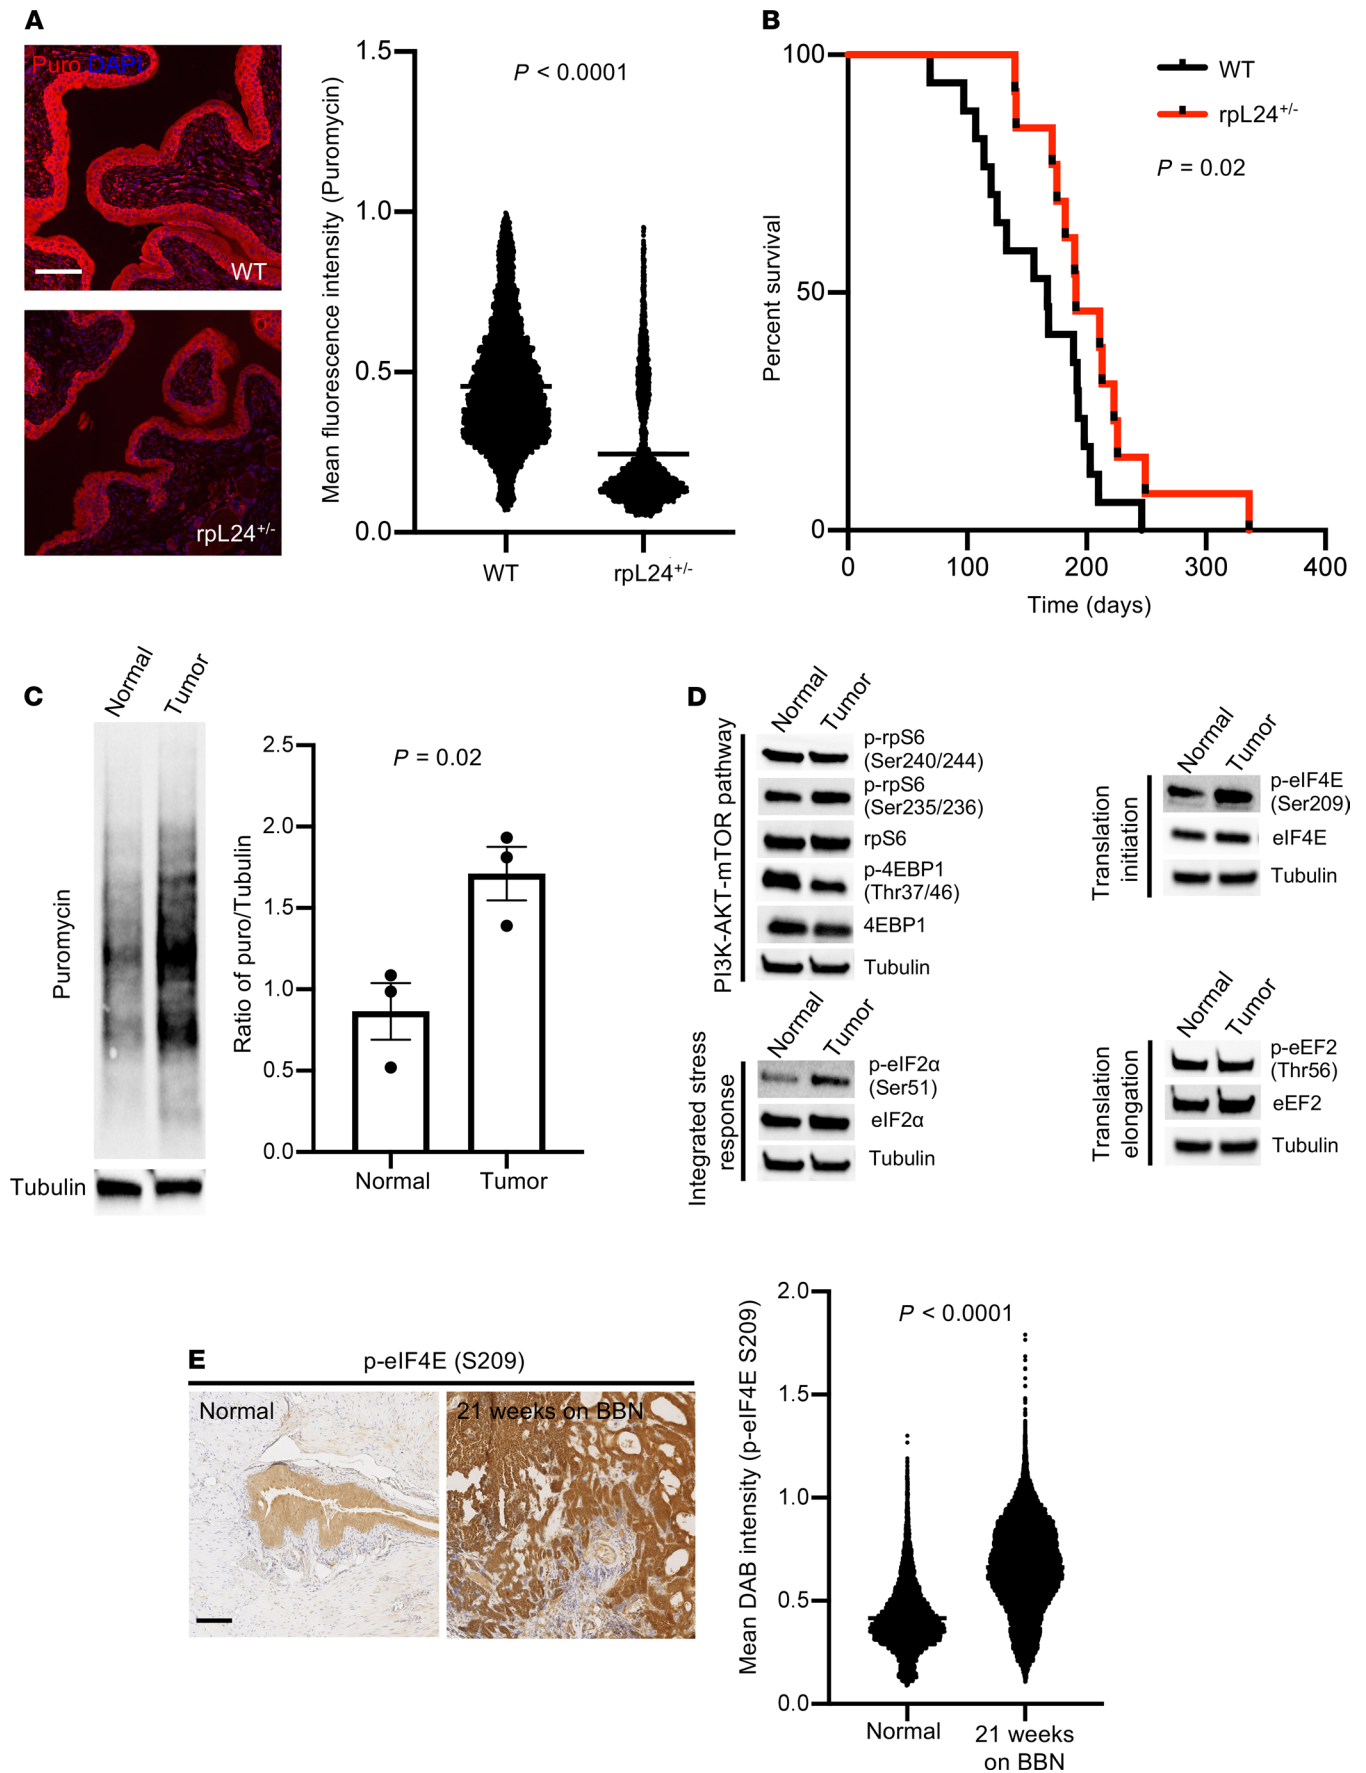 A
Puro DAPI
WT
rpL24+/-
Mean fluorescence intensity (Puromycin)
1.5
1.0
0.5
0.0
P < 0.0001
WT
rpL24+/-
B
Percent survival
100
50
0
WT
rpL24+/-
P = 0.02
0
100
200
300
400
Time (days)
C
Normal
Tumor
Puromycin
Tubulin
Ratio of puro/Tubulin
2.5
2.0
1.5
1.0
0.5
0.0
P = 0.02
Normal
Tumor
D
PI3K-AKT-mTOR pathway
Normal
Tumor
p-rpS6
(Ser240/244)
p-rpS6
(Ser235/236)
rpS6
p-4EBP1
(Thr37/46)
4EBP1
Tubulin
Translation
initiation
Normal
Tumor
p-eIF4E
(Ser209)
eIF4E
Tubulin
Integrated stress
response
Normal
Tumor
p-eIF2α
(Ser51)
eIF2α
Tubulin
Translation
elongation
Normal
Tumor
p-eEF2
(Thr56)
eEF2
Tubulin
E
p-eIF4E (S209)
Normal
21 weeks on BBN
Mean DAB intensity (p-eIF4E S209)
2.0
1.5
1.0
0.5
0.0
P < 0.0001
Normal
21 weeks
on BBN